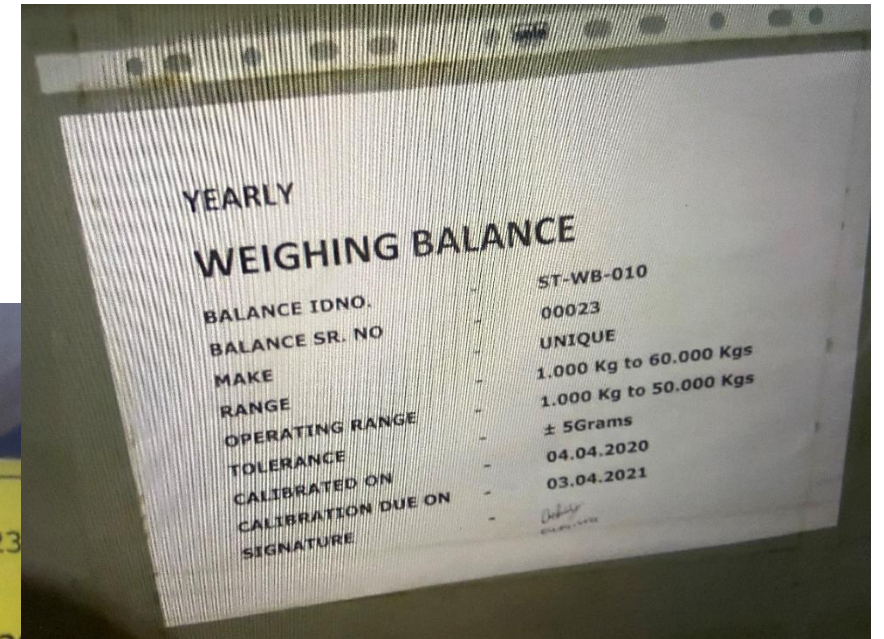 YEARLY
WEIGHING BALANCE
BALANCE IDNO. - ST-WB-010
BALANCE SR. NO - 00023
MAKE - UNIQUE
RANGE - 1.000 Kg to 60.000 Kgs
OPERATING RANGE - 1.000 Kg to 50.000 Kgs
TOLERANCE - ± 5Grams
CALIBRATED ON - 04.04.2020
CALIBRATION DUE ON - 03.04.2021
SIGNATURE -
23